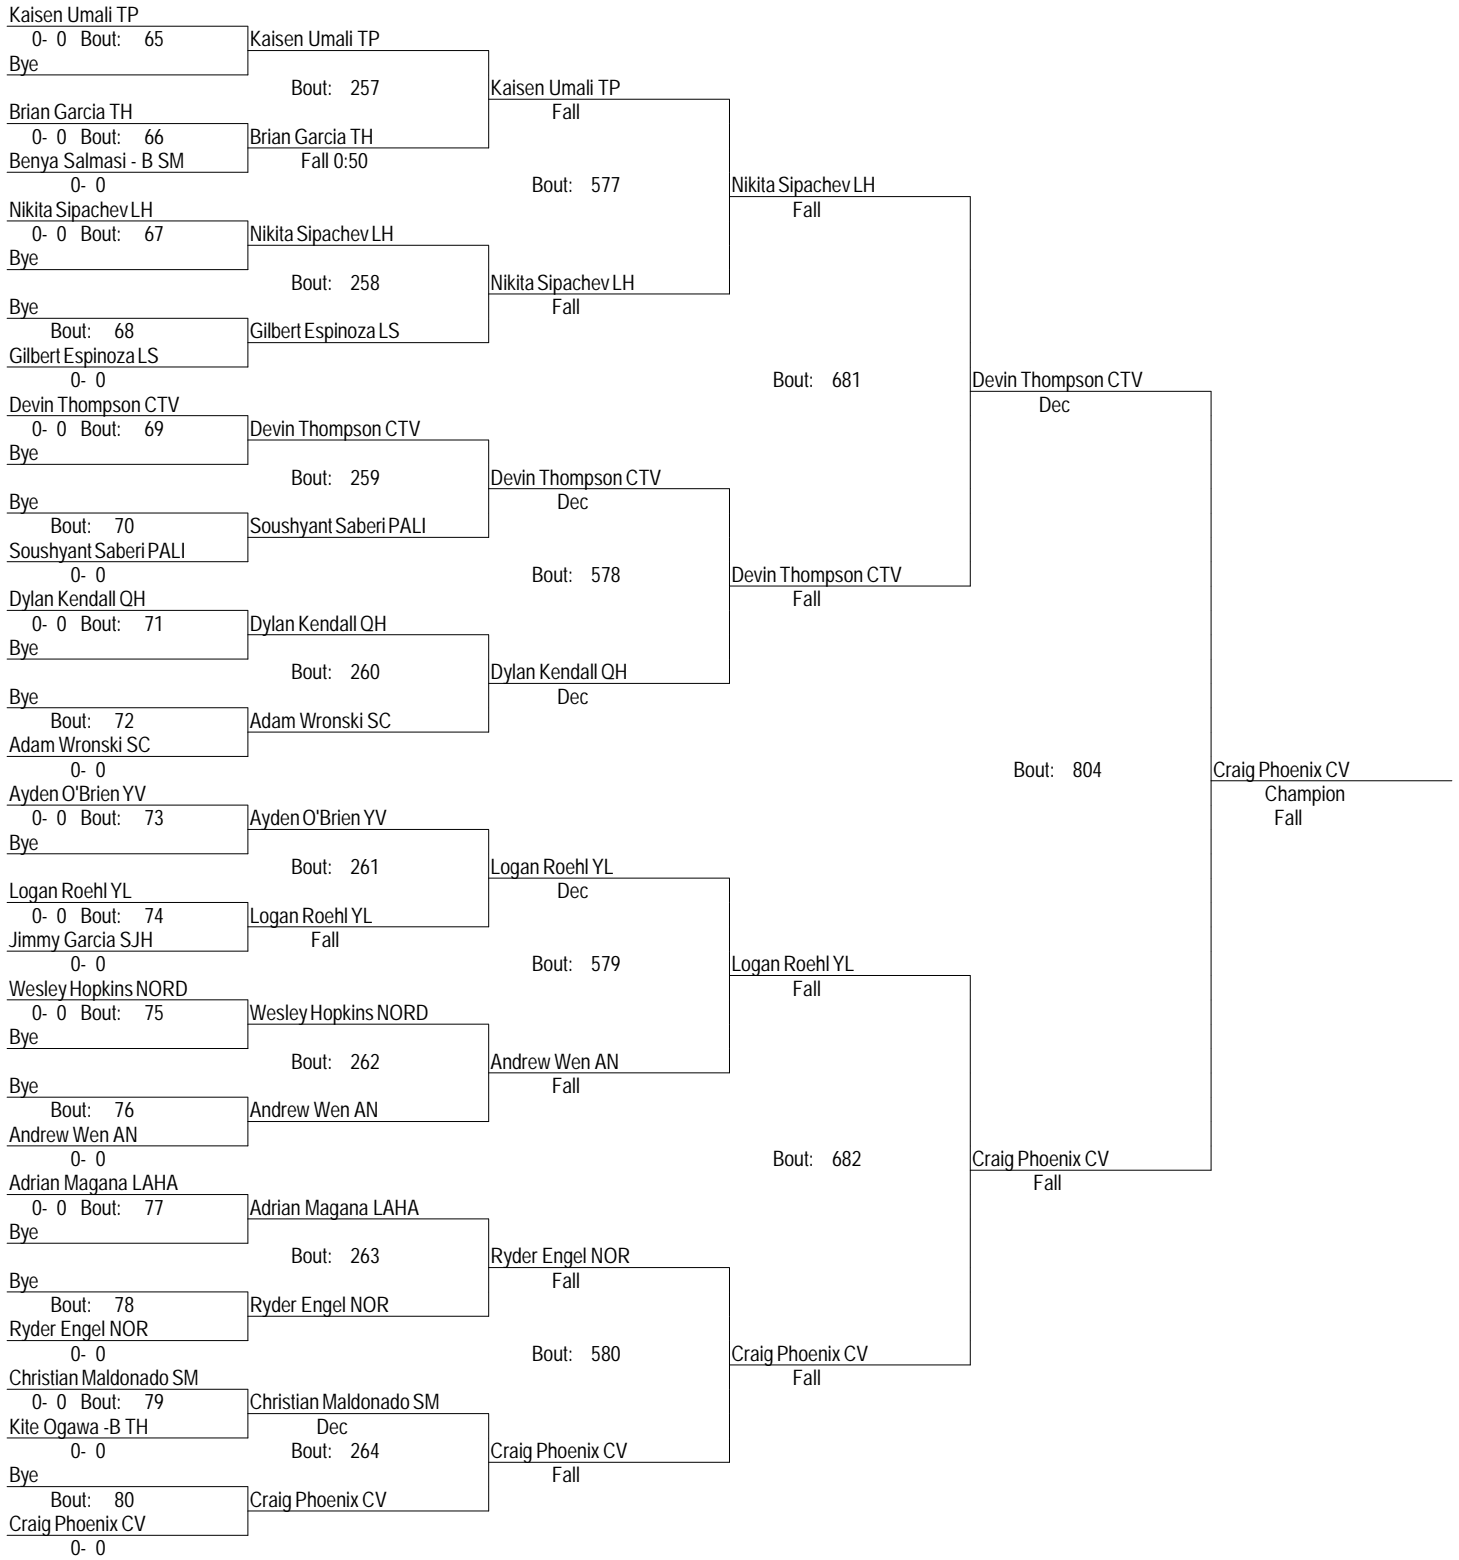 Kaisen Umali TP
0- 0 Bout: 65 Kaisen Umali TP
Bye
Bout: 257 Kaisen Umali TP
Brian Garcia TH Fall
0- 0 Bout: 66 Brian Garcia TH
Benya Salmasi - B SM Fall 0:50
0- 0 Bout: 577 Nikita Sipachev LH
Nikita Sipachev LH Fall
0- 0 Bout: 67 Nikita Sipachev LH
Bye
Bout: 258 Nikita Sipachev LH
Bye Fall
Bout: 68 Gilbert Espinoza LS
Gilbert Espinoza LS
0- 0 Bout: 681 Devin Thompson CTV
Devin Thompson CTV Dec
0- 0 Bout: 69 Devin Thompson CTV
Bye
Bout: 259 Devin Thompson CTV
Bye Dec
Bout: 70 Soushyant Saberi PALI
Soushyant Saberi PALI
0- 0 Bout: 578 Devin Thompson CTV
Dylan Kendall QH Fall
0- 0 Bout: 71 Dylan Kendall QH
Bye
Bout: 260 Dylan Kendall QH
Bye Dec
Bout: 72 Adam Wronski SC
Adam Wronski SC
0- 0 Bout: 804 Craig Phoenix CV
Ayden O'Brien YV Champion
0- 0 Bout: 73 Ayden O'Brien YV Fall
Bye
Bout: 261 Logan Roehl YL
Logan Roehl YL Dec
0- 0 Bout: 74 Logan Roehl YL
Jimmy Garcia SJH Fall
0- 0 Bout: 579 Logan Roehl YL
Wesley Hopkins NORD Fall
0- 0 Bout: 75 Wesley Hopkins NORD
Bye
Bout: 262 Andrew Wen AN
Bye Fall
Bout: 76 Andrew Wen AN
Andrew Wen AN
0- 0 Bout: 682 Craig Phoenix CV
Adrian Magana LAHA Fall
0- 0 Bout: 77 Adrian Magana LAHA
Bye
Bout: 263 Ryder Engel NOR
Bye Fall
Bout: 78 Ryder Engel NOR
Ryder Engel NOR
0- 0 Bout: 580 Craig Phoenix CV
Christian Maldonado SM Fall
0- 0 Bout: 79 Christian Maldonado SM
Kite Ogawa -B TH Dec
0- 0 Bout: 264 Craig Phoenix CV
Bye Fall
Bout: 80 Craig Phoenix CV
Craig Phoenix CV
0- 0